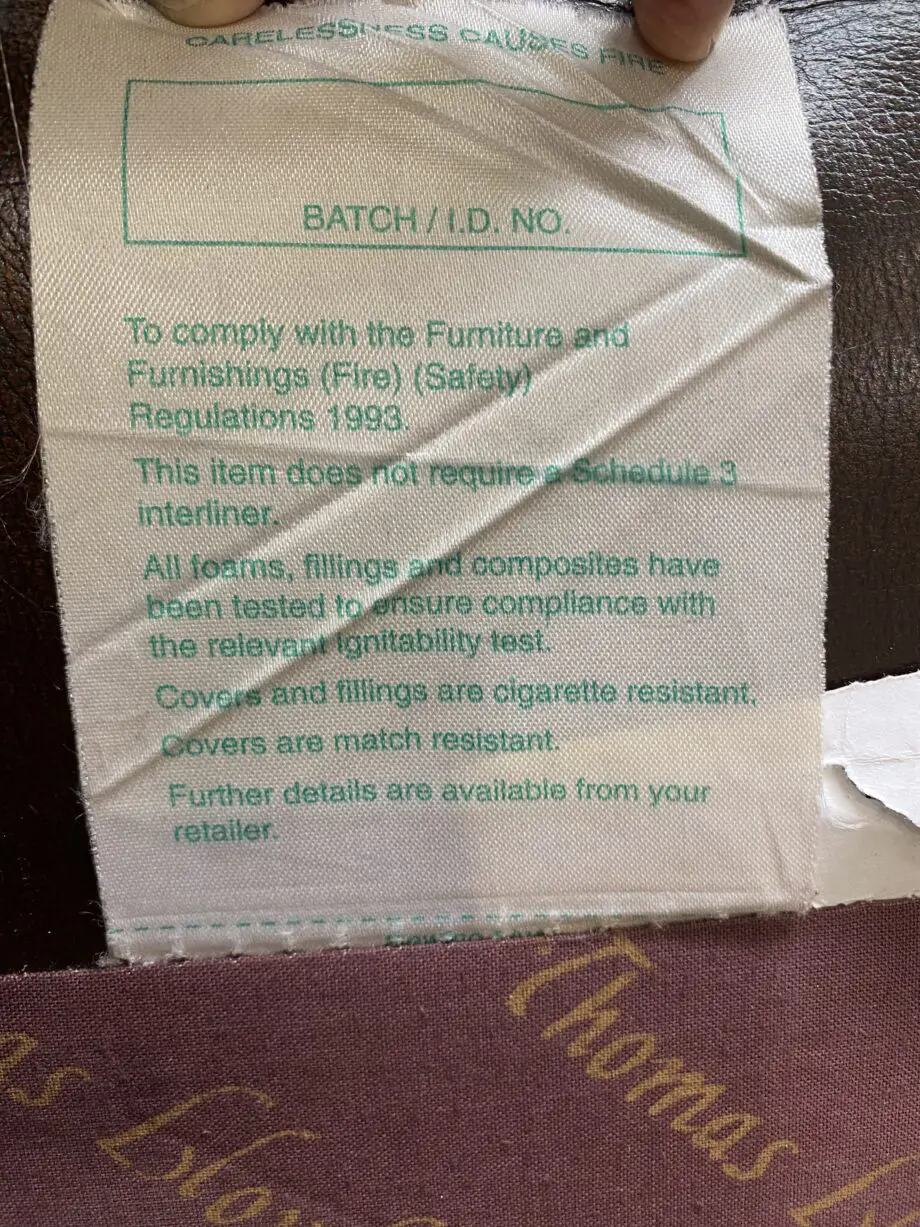 CARELESSNESS CAUSES FIRE
BATCH / I.D. NO.
To comply with the Furniture and
Furnishings (Fire) (Safety)
Regulations 1993.
This item does not require a Schedule 3
interliner.
All foams, fillings and composites have
been tested to ensure compliance with
the relevant ignitability test.
Covers and fillings are cigarette resistant,
Covers are match resistant.
Further details are available from your
retailer.
Thomas